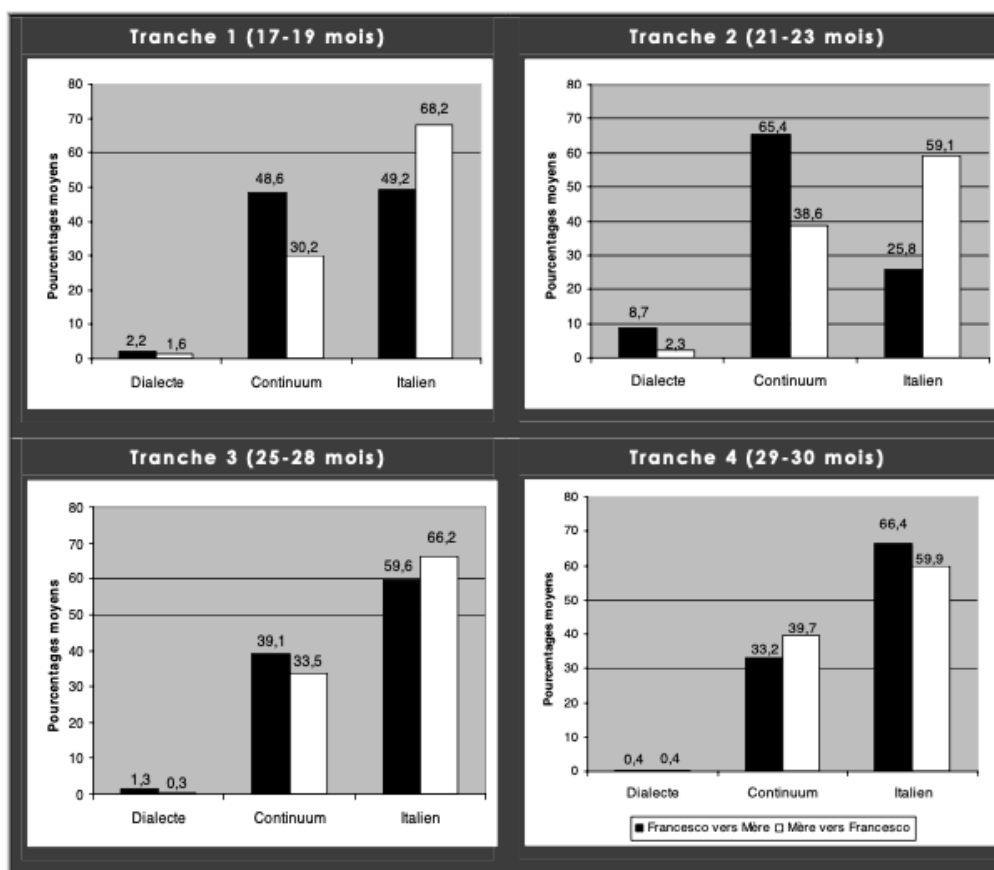 Tranche 1 (17-19 mois)
Pourcentages moyens
80
70
60
50
40
30
20
10
0
2,2
1,6
48,6
30,2
49,2
68,2
Dialecte
Continuum
Italien
Tranche 2 (21-23 mois)
Pourcentages moyens
80
70
60
50
40
30
20
10
0
8,7
2,3
65,4
38,6
25,8
59,1
Dialecte
Continuum
Italien
Tranche 3 (25-28 mois)
Pourcentages moyens
80
70
60
50
40
30
20
10
0
1,3
0,3
39,1
33,5
59,6
66,2
Dialecte
Continuum
Italien
Tranche 4 (29-30 mois)
Pourcentages moyens
80
70
60
50
40
30
20
10
0
0,4
0,4
33,2
39,7
66,4
59,9
Dialecte
Continuum
Italien
Francesco vers Mère
Mère vers Francesco